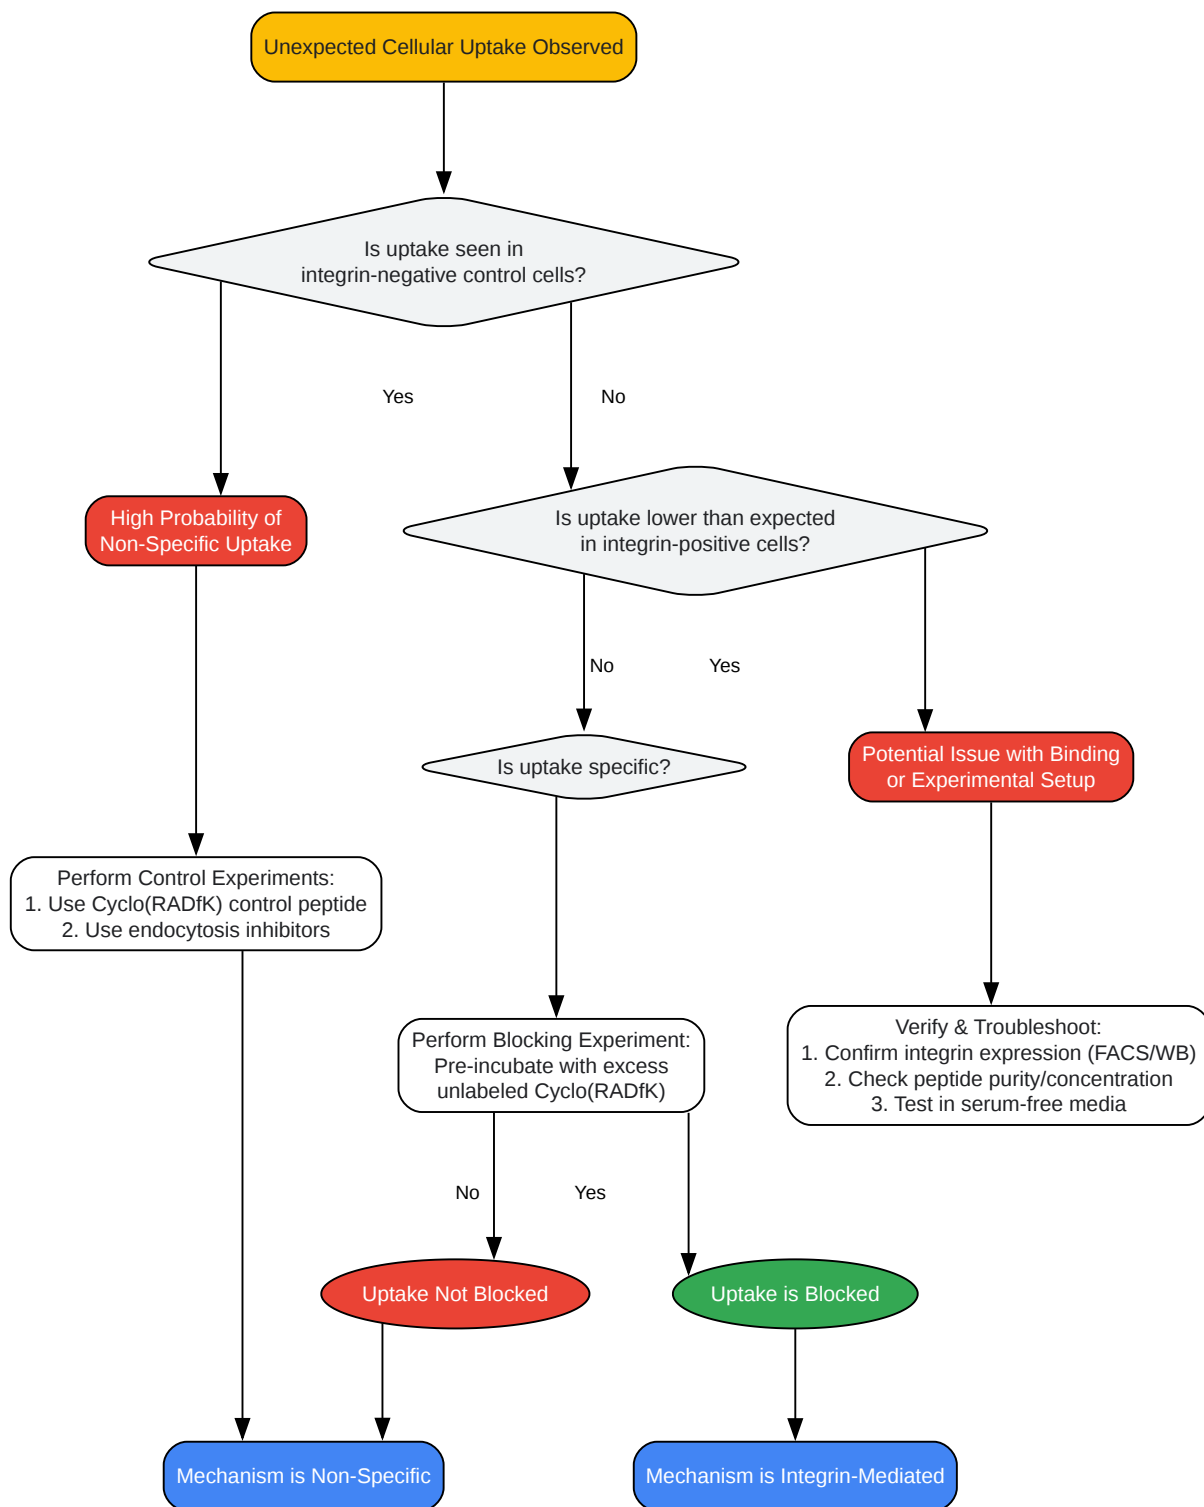 Unexpected Cellular Uptake Observed
Is uptake seen in
integrin-negative control cells?
Yes
No
High Probability of
Non-Specific Uptake
Is uptake lower than expected
in integrin-positive cells?
No
Yes
Is uptake specific?
Potential Issue with Binding
or Experimental Setup
Perform Control Experiments:
1. Use Cyclo(RADfK) control peptide
2. Use endocytosis inhibitors
Perform Blocking Experiment:
Pre-incubate with excess
unlabeled Cyclo(RADfK)
Verify & Troubleshoot:
1. Confirm integrin expression (FACS/WB)
2. Check peptide purity/concentration
3. Test in serum-free media
No
Yes
Uptake Not Blocked
Uptake is Blocked
Mechanism is Non-Specific
Mechanism is Integrin-Mediated